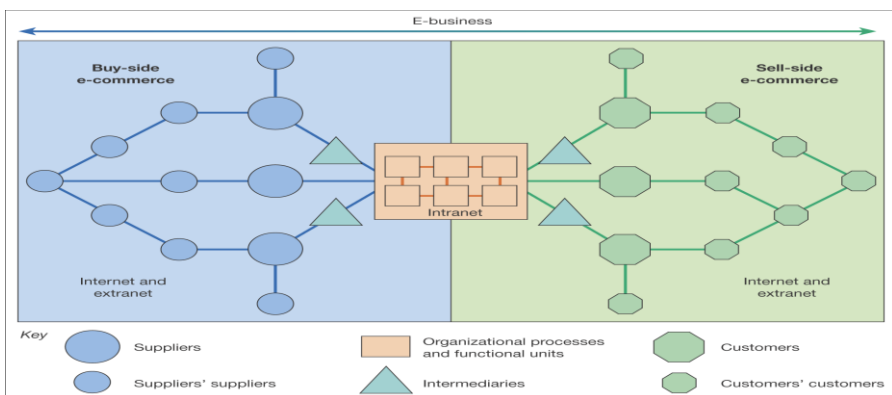 E-business
Buy-side
e-commerce
Sell-side
e-commerce
Intranet
Internet and
extranet
Internet and
extranet
Key
Suppliers
Organizational processes
and functional units
Customers
Suppliers' suppliers
Intermediaries
Customers' customers